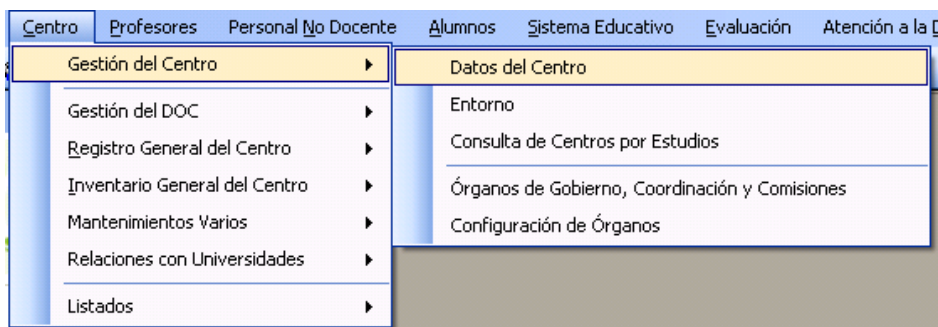 Centro Profesores Personal No Docente Alumnos Sistema Educativo Evaluación Atención a la
Gestión del Centro
Gestión del DOC
Registro General del Centro
Inventario General del Centro
Mantenimientos Varios
Relaciones con Universidades
Listados
Datos del Centro
Entorno
Consulta de Centros por Estudios
Órganos de Gobierno, Coordinación y Comisiones
Configuración de Órganos